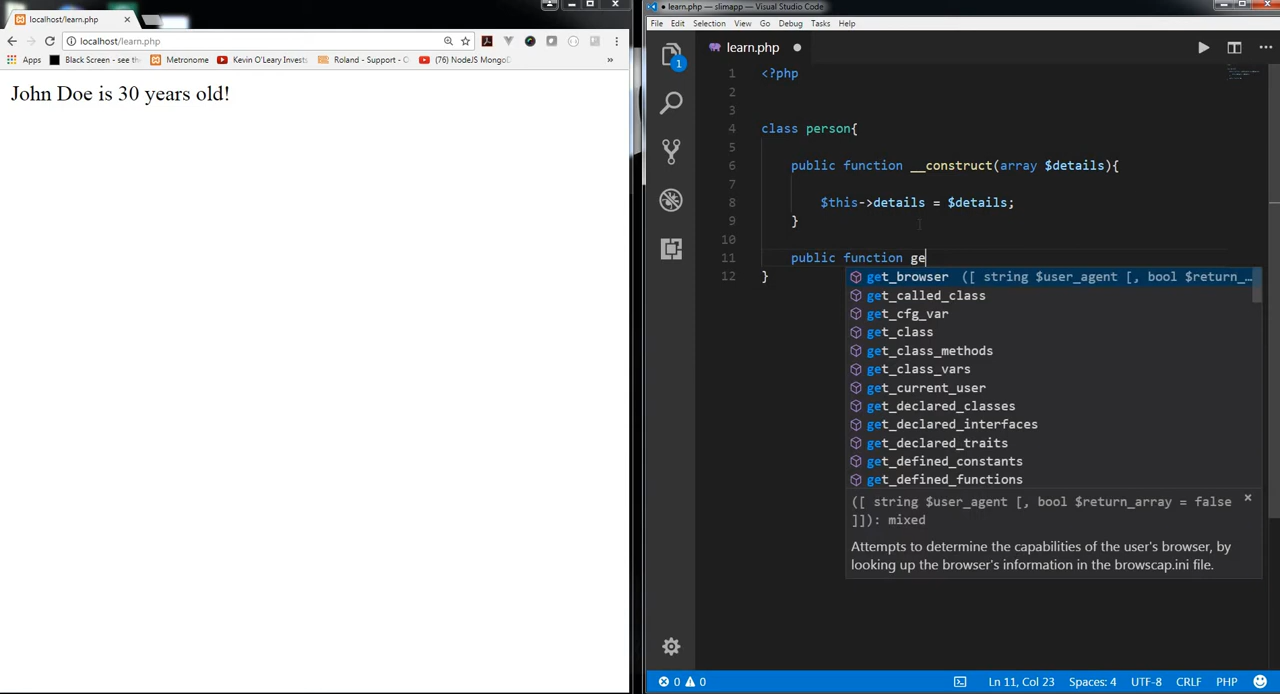 localhost/learn.php
localhost/learn.php
Apps
Black Screen - see the
Metronome
Kevin O'Leary Invests
Roland - Support - O
(76) NodeJS MongoD
»
John Doe is 30 years old!
● learn.php — slimapp — Visual Studio Code
File Edit Selection View Go Debug Tasks Help
1
learn.php ●
1 <?php
2
3
4 class person{
5
6 public function __construct(array $details){
7
8 $this->details = $details;
9 }
10
11 public function ge
12 }
get_browser ([ string $user_agent [, bool $return_…
get_called_class
get_cfg_var
get_class
get_class_methods
get_class_vars
get_current_user
get_declared_classes
get_declared_interfaces
get_declared_traits
get_defined_constants
get_defined_functions
([ string $user_agent [, bool $return_array = false
]]): mixed
Attempts to determine the capabilities of the user's browser, by
looking up the browser's information in the browscap.ini file.
0 0 Ln 11, Col 23 Spaces: 4 UTF-8 CRLF PHP